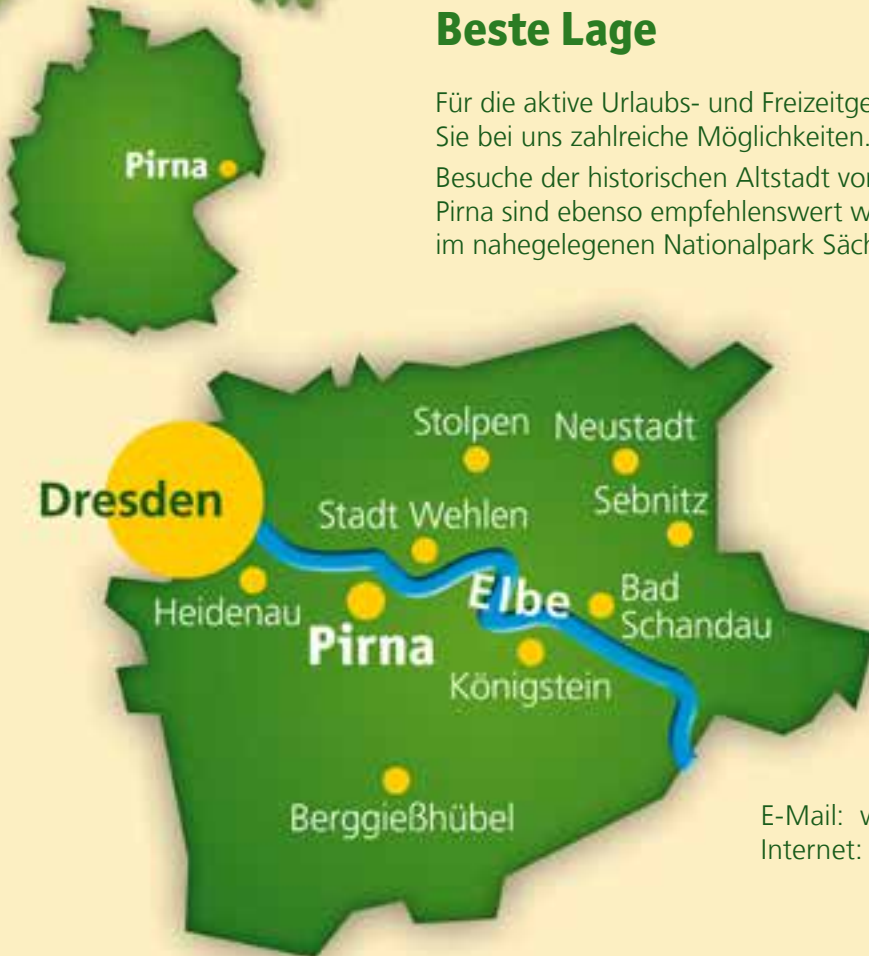 Beste Lage
Für die aktive Urlaubs- und Freizeitge
Sie bei uns zahlreiche Möglichkeiten.
Besuche der historischen Altstadt vo
Pirna sind ebenso empfehlenswert w
im nahegelegenen Nationalpark Säch
Pirna
Stolpen
Neustadt
Dresden
Stadt Wehlen
Sebnitz
Heidenau
Pirna
Elbe
Bad
Schandau
Königstein
Berggießhübel
E-Mail:
Internet: